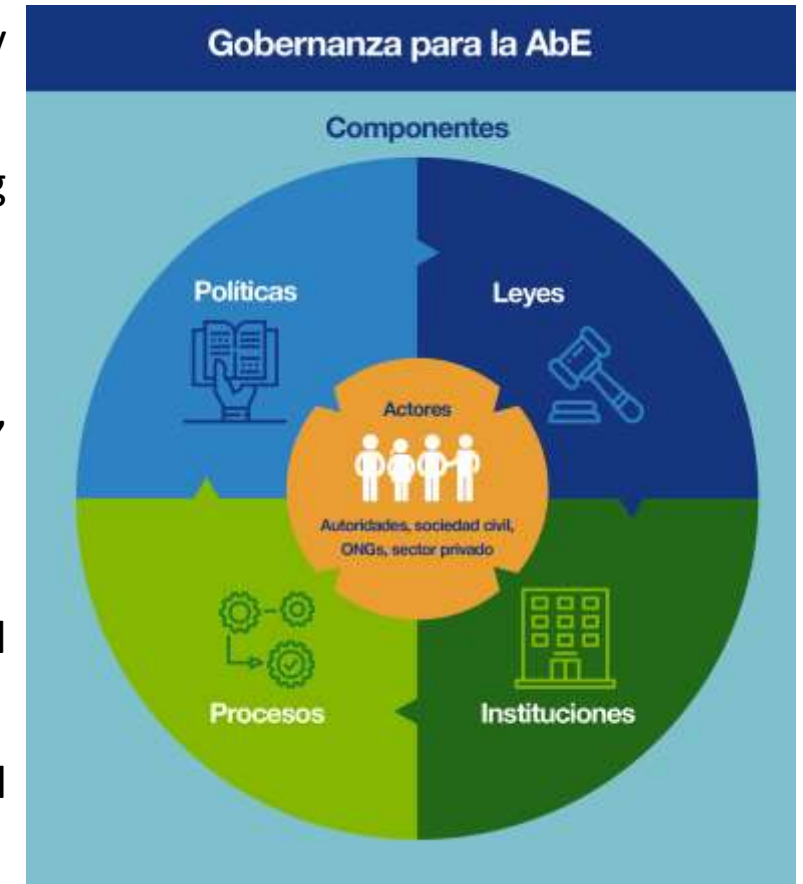 Gobernanza para la AbE
Componentes
Políticas
Leyes
Actores
Autoridades, sociedad civil,
ONGs, sector privado
Procesos
Instituciones